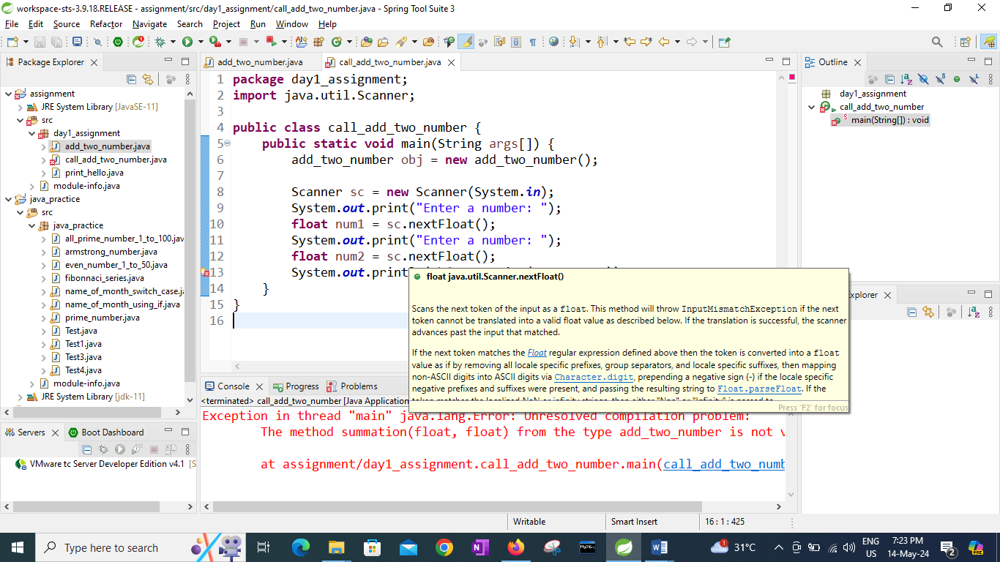 workspace-sts-3.9.18.RELEASE - assignment/src/day1_assignment/call_add_two_number.java - Spring Tool Suite 3
File Edit Source Refactor Navigate Search Project Run Window Help
Package Explorer
assignment
JRE System Library [JavaSE-11]
src
day1_assignment
add_two_number.java
call_add_two_number.java
print_hello.java
module-info.java
java_practice
src
java_practice
all_prime_number_1_to_100.jav
armstrong_number.java
even_number_1_to_50.java
fibonnaci_series.java
name_of_month_switch_case.j
name_of_month_using_if.java
prime_number.java
Test.java
Test1.java
Test3.java
Test4.java
module-info.java
JRE System Library [jdk-11]
Servers Boot Dashboard
VMware tc Server Developer Edition v4.1 [S
add_two_number.java call_add_two_number.java
1 package day1_assignment;
2 import java.util.Scanner;
3
4 public class call_add_two_number {
5 public static void main(String args[]) {
6 add_two_number obj = new add_two_number();
7
8 Scanner sc = new Scanner(System.in);
9 System.out.print("Enter a number: ");
10 float num1 = sc.nextFloat();
11 System.out.print("Enter a number: ");
12 float num2 = sc.nextFloat();
13 System.out.print
14 }
15 }
16
float java.util.Scanner.nextFloat()
Scans the next token of the input as a float. This method will throw InputMismatchException if the next
token cannot be translated into a valid float value as described below. If the translation is successful, the scanner
advances past the input that matched.
If the next token matches the Float regular expression defined above then the token is converted into a float
value as if by removing all locale specific prefixes, group separators, and locale specific suffixes, then mapping
non-ASCII digits into ASCII digits via Character.digit, prepending a negative sign (-) if the locale specific
negative prefixes and suffixes were present, and passing the resulting string to Float.parseFloat. If the
token matches the localized NaN or infinity strings, then either "Nan" or "Infinity" is passed to
Press 'F2' for focus
Console Progress Problems
<terminated> call_add_two_number [Java Application
Exception in thread "main" java.lang.Error: Unresolved compilation problem:
The method summation(float, float) from the type add_two_number is not v
at assignment/day1_assignment.call_add_two_number.main(call_add_two_numb
Outline
day1_assignment
call_add_two_number
main(String[]) : void
xplorer
Writable Smart Insert 16 : 1 : 425
Type here to search
31°C
ENG
US
7:23 PM
14-May-24